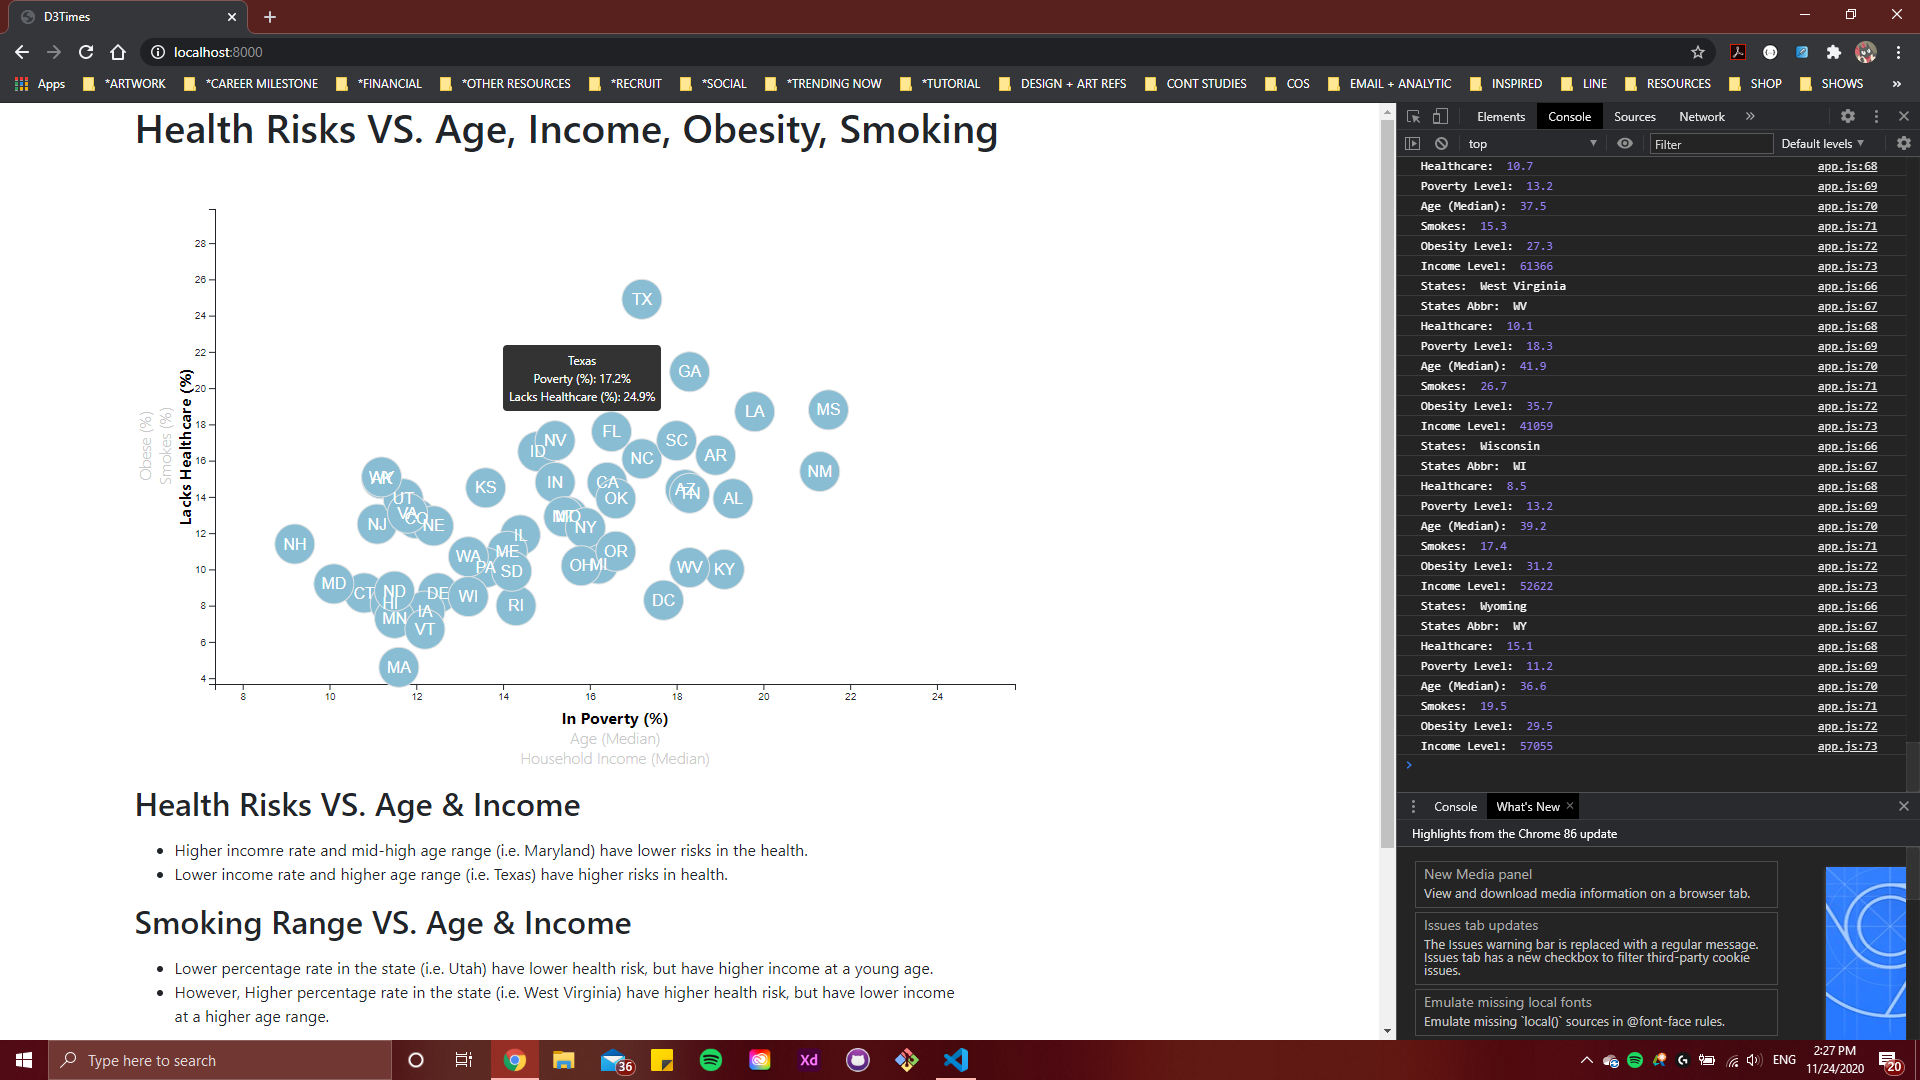 D3Times
localhost:8000
Apps *ARTWORK *CAREER MILESTONE *FINANCIAL *OTHER RESOURCES *RECRUIT *SOCIAL *TRENDING NOW *TUTORIAL DESIGN + ART REFS CONT STUDIES COS EMAIL + ANALYTIC INSPIRED LINE RESOURCES SHOP SHOWS »
Health Risks VS. Age, Income, Obesity, Smoking
28
26
24
22
20
18
16
14
12
10
8
6
4
Obese (%)
Smokes (%)
Lacks Healthcare (%)
TX
Texas
Poverty (%): 17.2%
Lacks Healthcare (%): 24.9%
GA
LA
MS
FL
NV
ID
SC
NC
AR
NM
KS
IN
CA
OK
AZ
TN
AL
UT
VA
CO
NE
NJ
NY
NH
IL
ME
WA
PA
SD
OR
OH
MI
WV
KY
MD
CT
ND
HI
DE
WI
MN
IA
RI
DC
VT
MA
8 10 12 14 16 18 20 22 24
In Poverty (%)
Age (Median)
Household Income (Median)
Health Risks VS. Age & Income
Higher incomre rate and mid-high age range (i.e. Maryland) have lower risks in the health.
Lower income rate and higher age range (i.e. Texas) have higher risks in health.
Smoking Range VS. Age & Income
Lower percentage rate in the state (i.e. Utah) have lower health risk, but have higher income at a young age.
However, Higher percentage rate in the state (i.e. West Virginia) have higher health risk, but have lower income
at a higher age range.
Elements Console Sources Network »
top Filter Default levels
Healthcare: 10.7 app.js:68
Poverty Level: 13.2 app.js:69
Age (Median): 37.5 app.js:70
Smokes: 15.3 app.js:71
Obesity Level: 27.3 app.js:72
Income Level: 61366 app.js:73
States: West Virginia app.js:66
States Abbr: WV app.js:67
Healthcare: 10.1 app.js:68
Poverty Level: 18.3 app.js:69
Age (Median): 41.9 app.js:70
Smokes: 26.7 app.js:71
Obesity Level: 35.7 app.js:72
Income Level: 41059 app.js:73
States: Wisconsin app.js:66
States Abbr: WI app.js:67
Healthcare: 8.5 app.js:68
Poverty Level: 13.2 app.js:69
Age (Median): 39.2 app.js:70
Smokes: 17.4 app.js:71
Obesity Level: 31.2 app.js:72
Income Level: 52622 app.js:73
States: Wyoming app.js:66
States Abbr: WY app.js:67
Healthcare: 15.1 app.js:68
Poverty Level: 11.2 app.js:69
Age (Median): 36.6 app.js:70
Smokes: 19.5 app.js:71
Obesity Level: 29.5 app.js:72
Income Level: 57055 app.js:73
Console What's New
Highlights from the Chrome 86 update
New Media panel
View and download media information on a browser tab.
Issues tab updates
The Issues warning bar is replaced with a regular message.
Issues tab has a new checkbox to filter third-party cookie
issues.
Emulate missing local fonts
Emulate missing `local()` sources in @font-face rules.
Type here to search
36
Xd
ENG
2:27 PM
11/24/2020
20